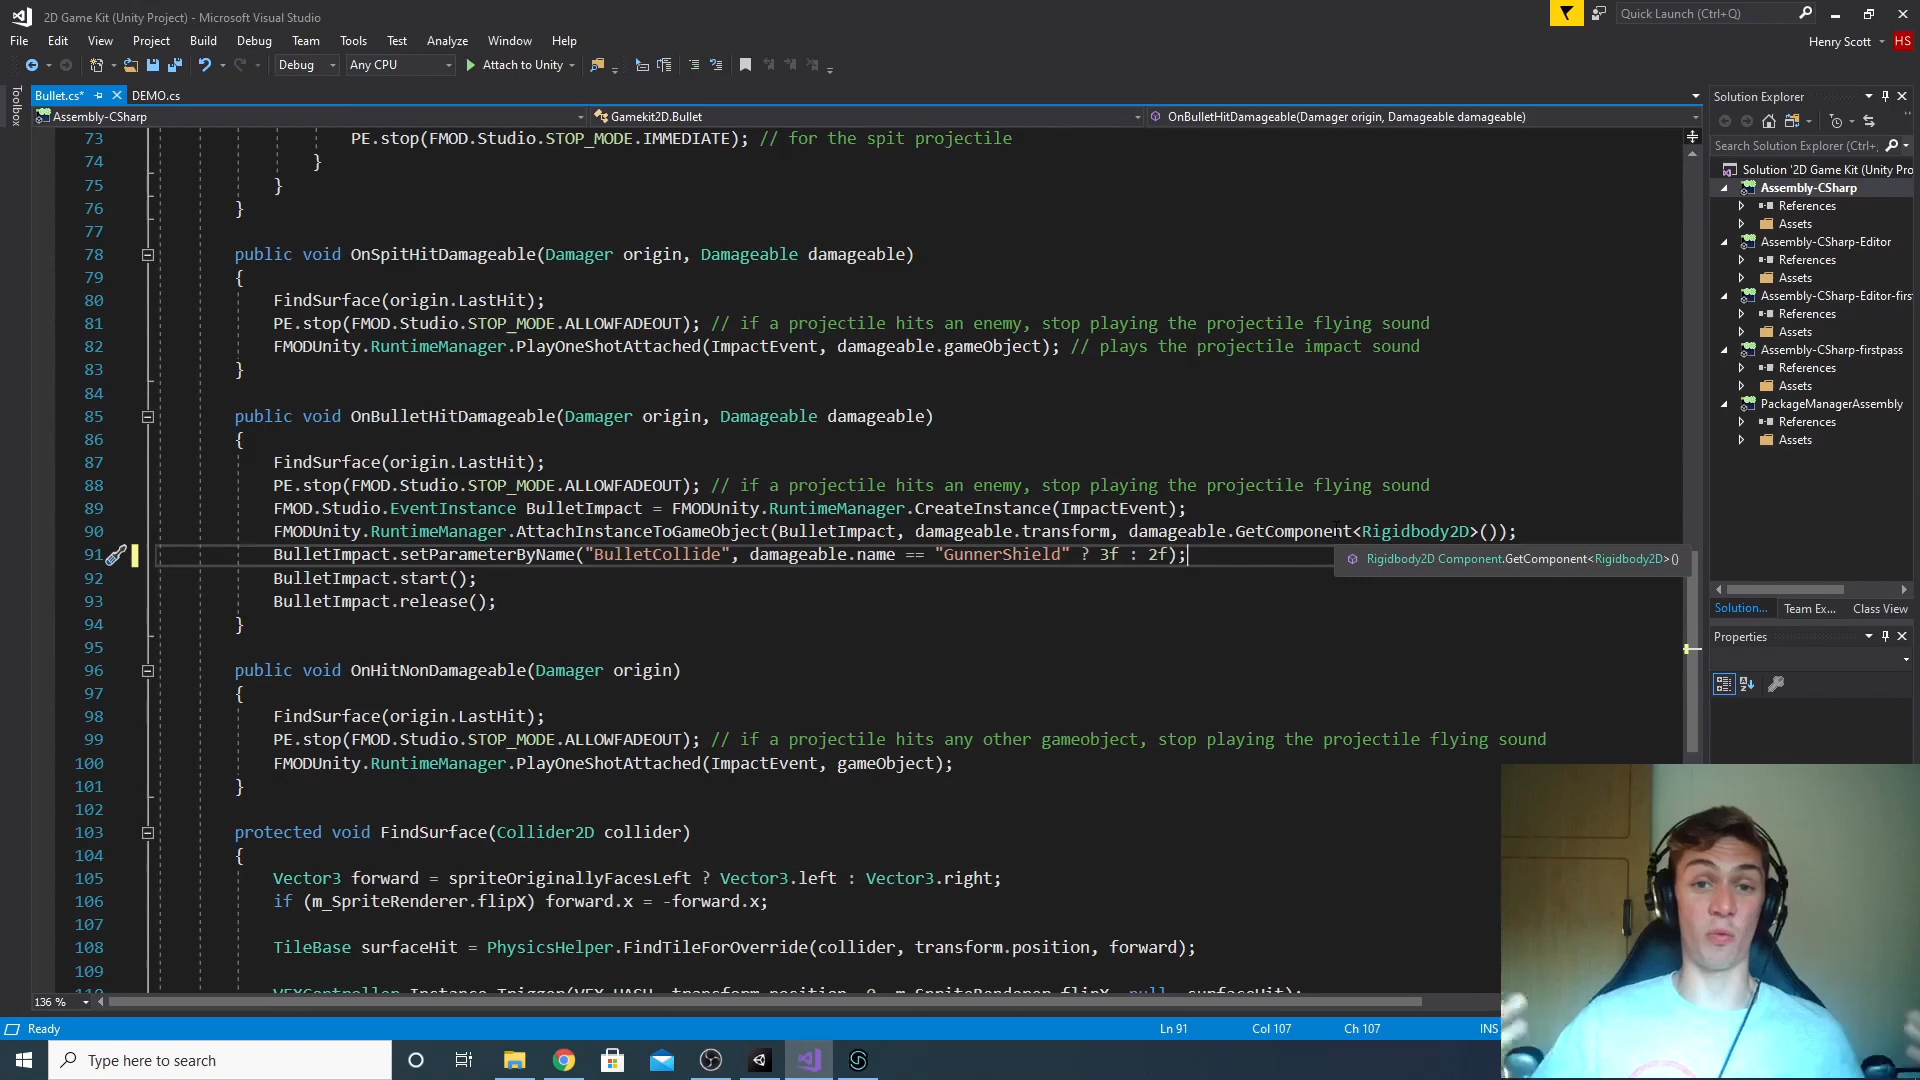 2D Game Kit (Unity Project) - Microsoft Visual Studio
Quick Launch (Ctrl+Q)
File Edit View Project Build Debug Team Tools Test Analyze Window Help
Henry Scott HS
Debug Any CPU Attach to Unity
Toolbox
Bullet.cs* DEMO.cs
Assembly-CSharp Gamekit2D.Bullet OnBulletHitDamageable(Damager origin, Damageable damageable)
73 PE.stop(FMOD.Studio.STOP_MODE.IMMEDIATE); // for the spit projectile
74 }
75 }
76 }
77
78 public void OnSpitHitDamageable(Damager origin, Damageable damageable)
79 {
80 FindSurface(origin.LastHit);
81 PE.stop(FMOD.Studio.STOP_MODE.ALLOWFADEOUT); // if a projectile hits an enemy, stop playing the projectile flying sound
82 FMODUnity.RuntimeManager.PlayOneShotAttached(ImpactEvent, damageable.gameObject); // plays the projectile impact sound
83 }
84
85 public void OnBulletHitDamageable(Damager origin, Damageable damageable)
86 {
87 FindSurface(origin.LastHit);
88 PE.stop(FMOD.Studio.STOP_MODE.ALLOWFADEOUT); // if a projectile hits an enemy, stop playing the projectile flying sound
89 FMOD.Studio.EventInstance BulletImpact = FMODUnity.RuntimeManager.CreateInstance(ImpactEvent);
90 FMODUnity.RuntimeManager.AttachInstanceToGameObject(BulletImpact, damageable.transform, damageable.GetComponent<Rigidbody2D>());
91 BulletImpact.setParameterByName("BulletCollide", damageable.name == "GunnerShield" ? 3f : 2f);
Rigidbody2D Component.GetComponent<Rigidbody2D>()
92 BulletImpact.start();
93 BulletImpact.release();
94 }
95
96 public void OnHitNonDamageable(Damager origin)
97 {
98 FindSurface(origin.LastHit);
99 PE.stop(FMOD.Studio.STOP_MODE.ALLOWFADEOUT); // if a projectile hits any other gameobject, stop playing the projectile flying sound
100 FMODUnity.RuntimeManager.PlayOneShotAttached(ImpactEvent, gameObject);
101 }
102
103 protected void FindSurface(Collider2D collider)
104 {
105 Vector3 forward = spriteOriginallyFacesLeft ? Vector3.left : Vector3.right;
106 if (m_SpriteRenderer.flipX) forward.x = -forward.x;
107
108 TileBase surfaceHit = PhysicsHelper.FindTileForOverride(collider, transform.position, forward);
109
110 VFXController.Instance.Trigger(VFX_HASH, transform.position, 0, m_SpriteRenderer.flipX, null, surfaceHit);
136 %
Ready
Ln 91 Col 107 Ch 107 INS
Solution Explorer
Search Solution Explorer (Ctrl+;
Solution '2D Game Kit (Unity Pro
Assembly-CSharp
References
Assets
Assembly-CSharp-Editor
References
Assets
Assembly-CSharp-Editor-firs
References
Assets
Assembly-CSharp-firstpass
References
Assets
PackageManagerAssembly
References
Assets
Solution... Team Ex... Class View
Properties
Type here to search